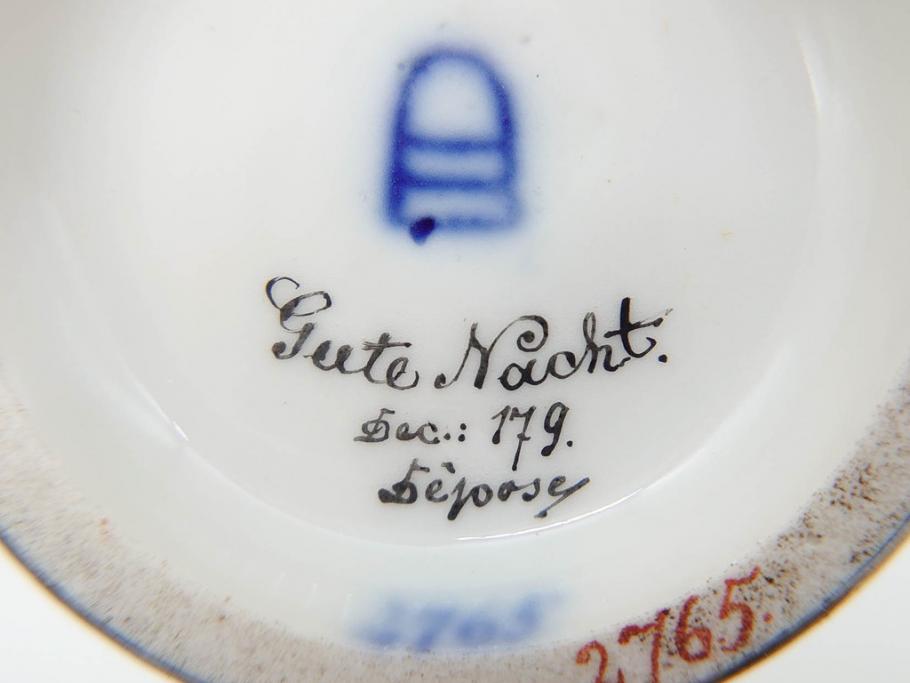 Gute Nacht.
Dec.: 179.
Déposé
2765
2765.